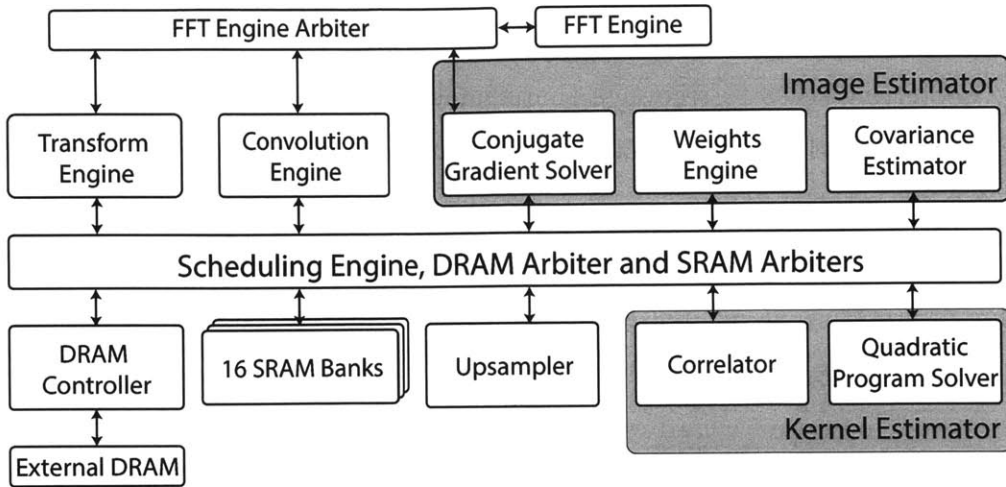 FFT Engine Arbiter
FFT Engine
Image Estimator
Transform
Engine
Convolution
Engine
Conjugate
Gradient Solver
Weights
Engine
Covariance
Estimator
Scheduling Engine, DRAM Arbiter and SRAM Arbiters
DRAM
Controller
16 SRAM Banks
Upsampler
Correlator
Quadratic
Program Solver
Kernel Estimator
External DRAM